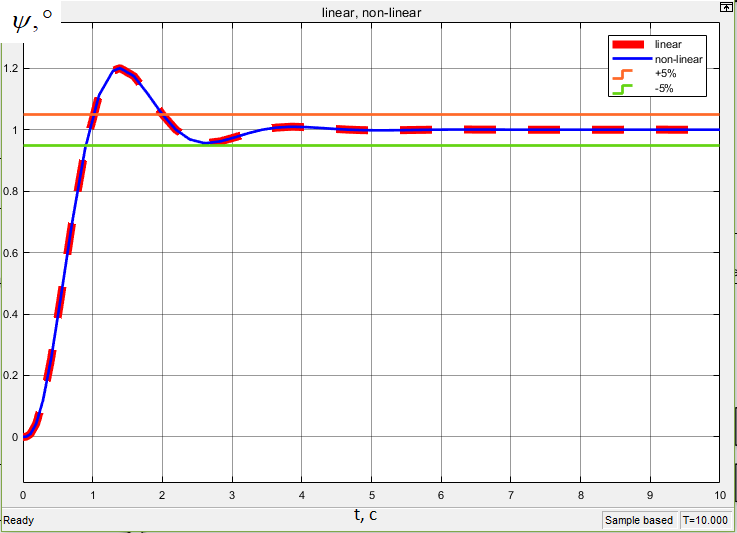 linear, non-linear
ψ,°
linear
non-linear
+5%
-5%
1.2
1
0.8
0.6
0.4
0.2
0
0 1 2 3 4 5 6 7 8 9 10
t, c
Ready
Sample based
T=10.000